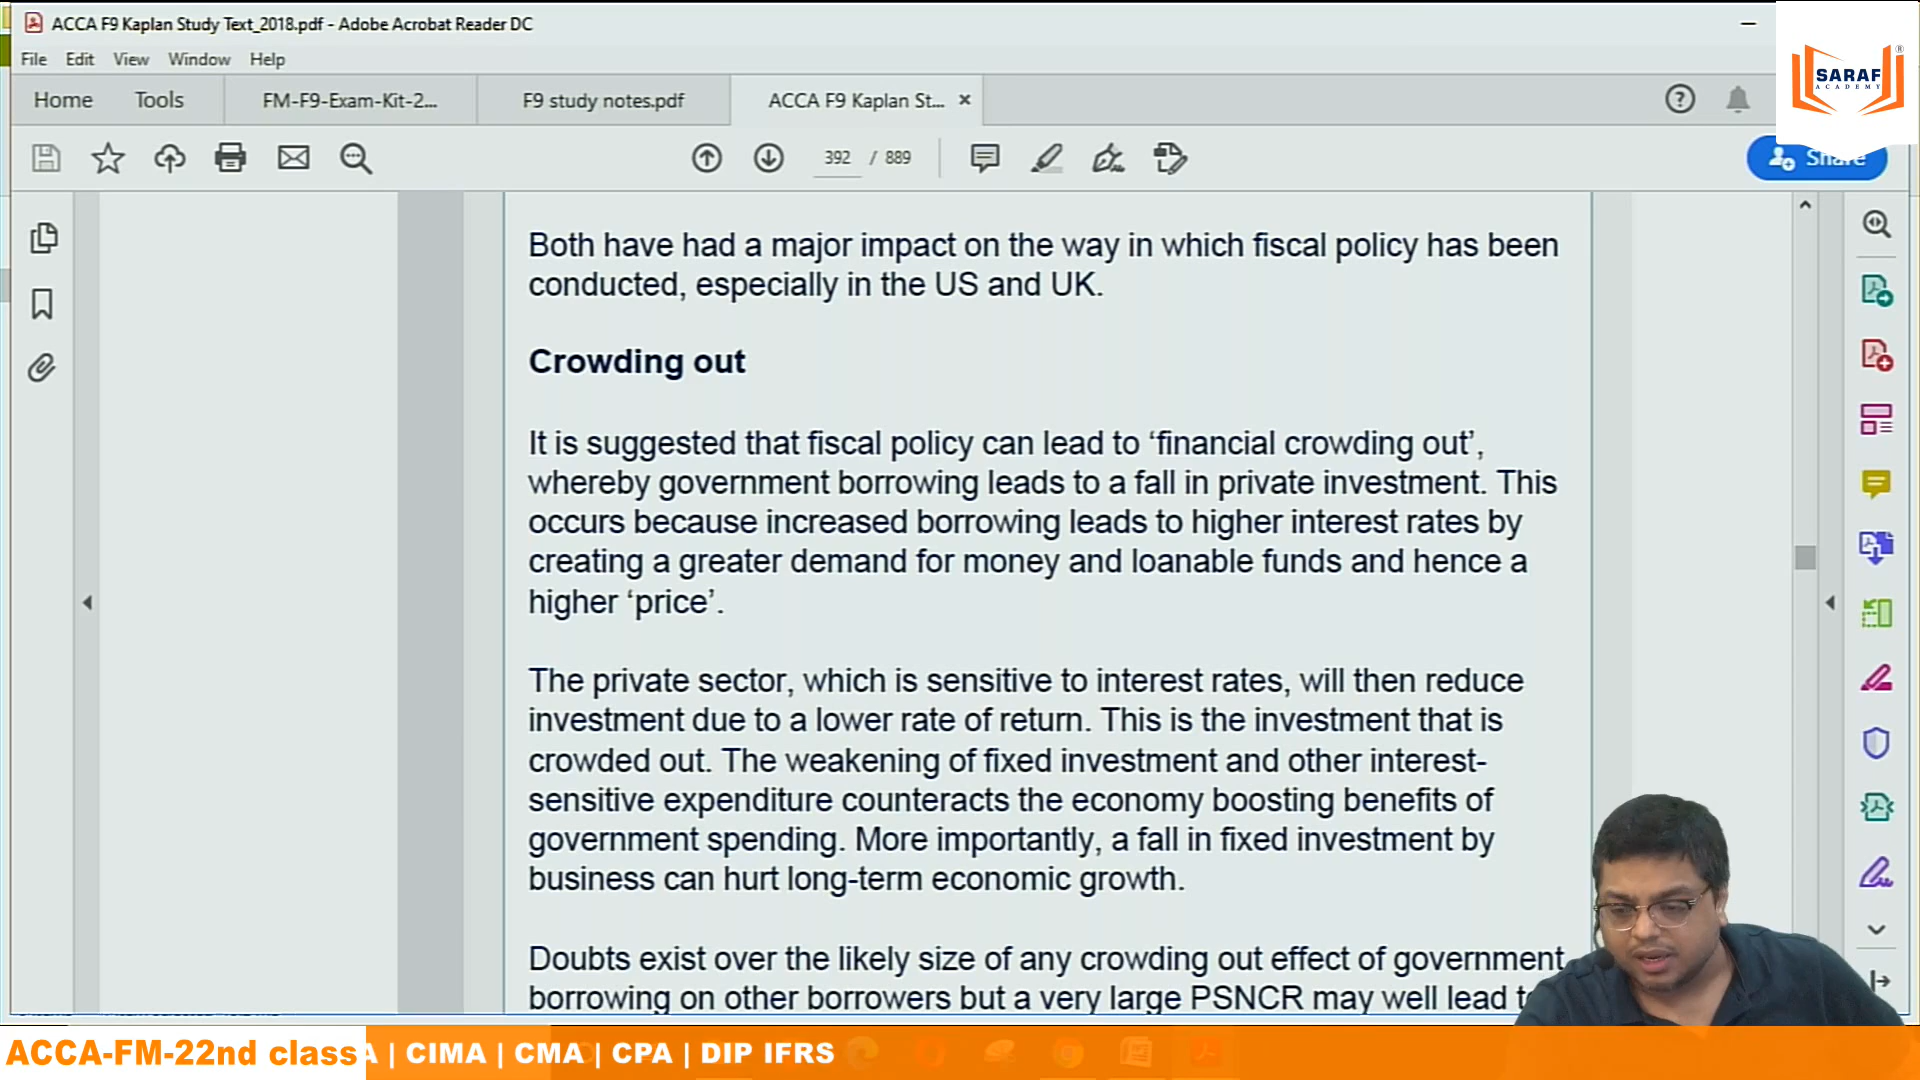 ACCA F9 Kaplan Study Text_2018.pdf - Adobe Acrobat Reader DC
File Edit View Window Help
SARAF
ACADEMY
®
Home Tools FM-F9-Exam-Kit-2... F9 study notes.pdf ACCA F9 Kaplan St... ×
392 / 889
Share
Both have had a major impact on the way in which fiscal policy has been
conducted, especially in the US and UK.
Crowding out
It is suggested that fiscal policy can lead to ‘financial crowding out’,
whereby government borrowing leads to a fall in private investment. This
occurs because increased borrowing leads to higher interest rates by
creating a greater demand for money and loanable funds and hence a
higher ‘price’.
The private sector, which is sensitive to interest rates, will then reduce
investment due to a lower rate of return. This is the investment that is
crowded out. The weakening of fixed investment and other interest-
sensitive expenditure counteracts the economy boosting benefits of
government spending. More importantly, a fall in fixed investment by
business can hurt long-term economic growth.
Doubts exist over the likely size of any crowding out effect of government
borrowing on other borrowers but a very large PSNCR may well lead
ACCA-FM-22nd class A | CIMA | CMA | CPA | DIP IFRS